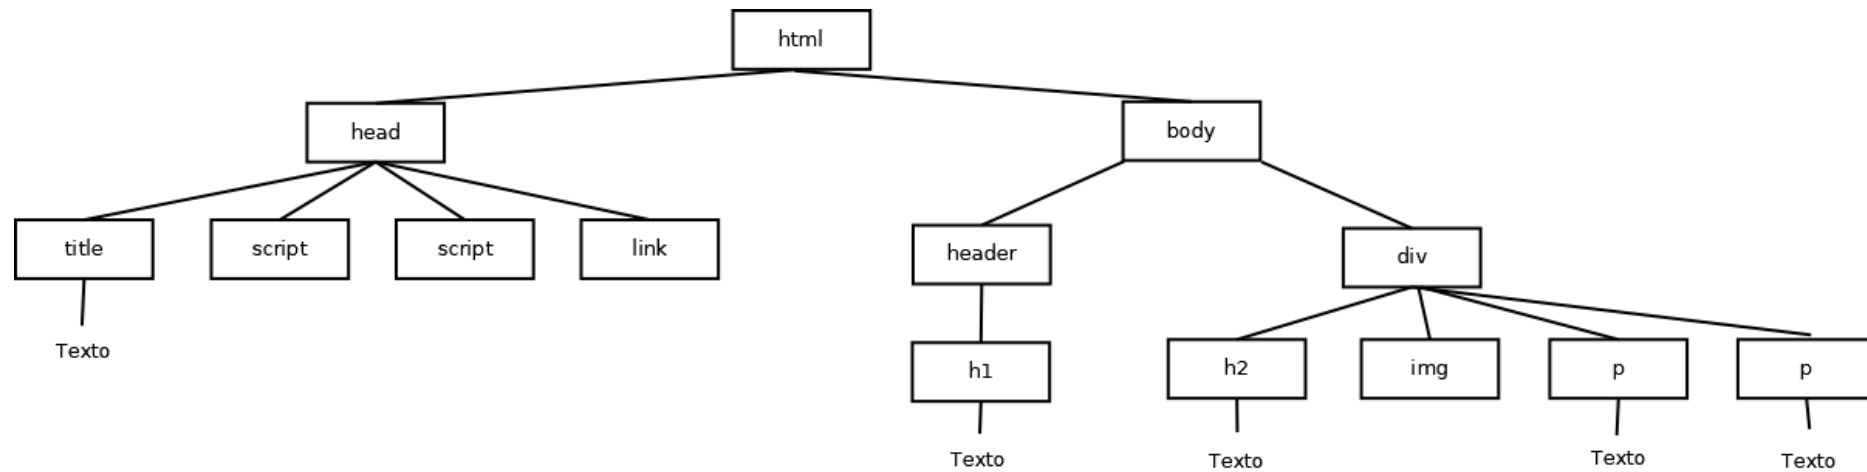 html
head
body
title
script
script
link
header
div
Texto
h1
h2
img
p
p
Texto
Texto
Texto
Texto